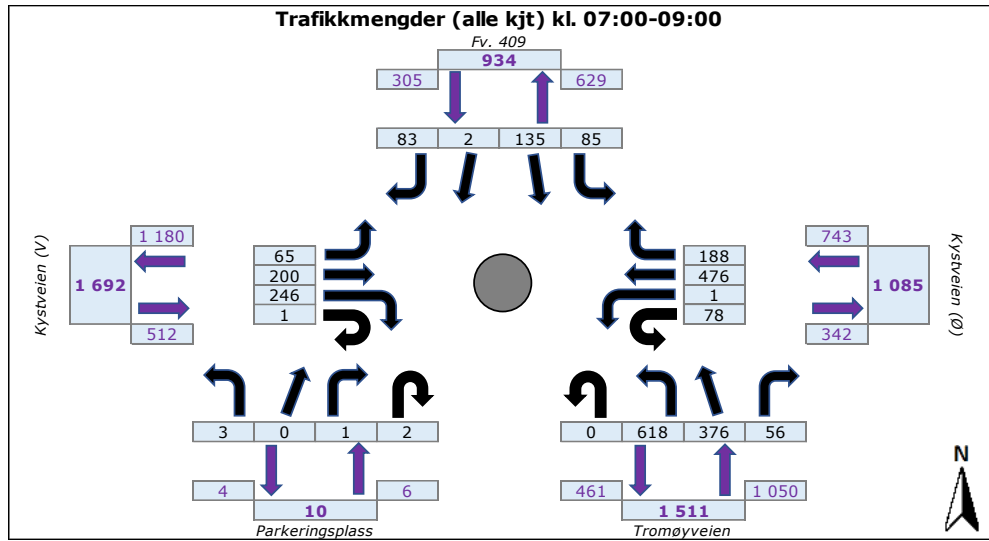 Trafikkmengder (alle kjt) kl. 07:00-09:00
Fv. 409
934
305
629
83 2 135 85
Kystveien (V)
1 692
1 180
512
65
200
246
1
188
476
1
78
743
1 085
342
Kystveien (Ø)
3 0 1 2
4
6
10
Parkeringsplass
0 618 376 56
461
1 050
1 511
Tromøyveien
N